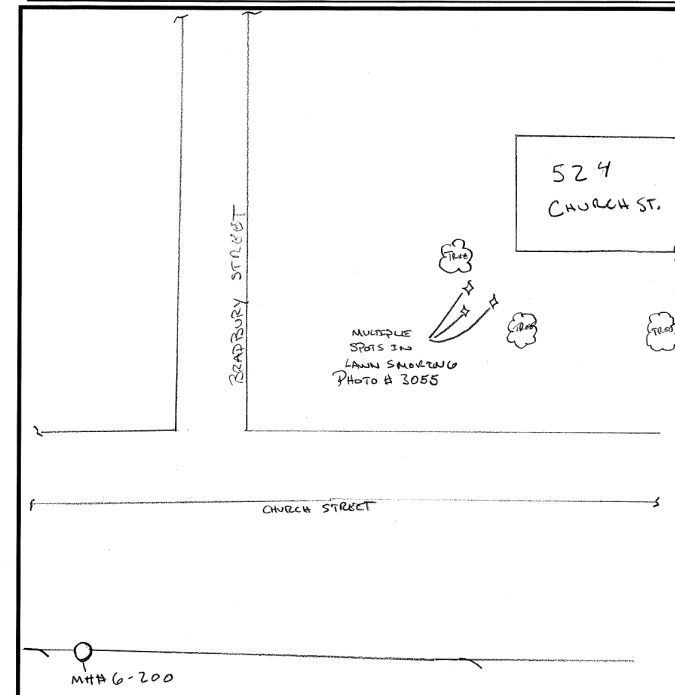 524
CHURCH ST.
BRADBURY STREET
TREE
MULTIPLE
SPOTS IN
LAWN SMOKING
PHOTO # 3055
TREE
TREE
CHURCH STREET
MH# 6-200